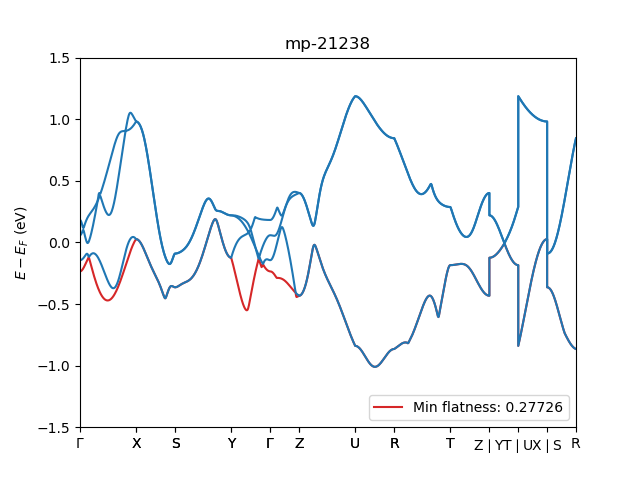 mp-21238
E − E_F (eV)
1.5
1.0
0.5
0.0
−0.5
−1.0
−1.5
Min flatness: 0.27726
Γ X S Y Γ Z U R T Z | YT | UX | S R